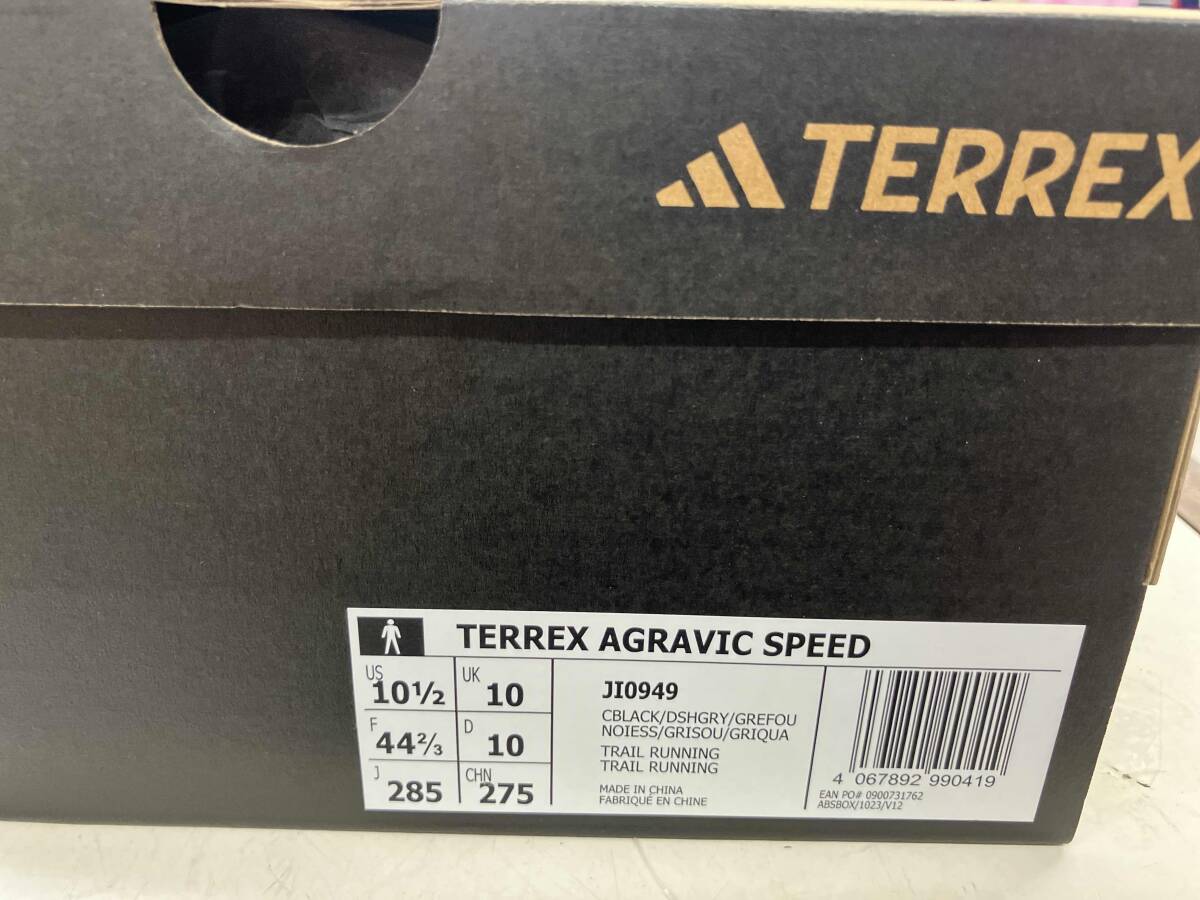 TERREX
TERREX AGRAVIC SPEED
US 10½ UK 10
F 44⅔ D 10
J 285 CHN 275
JI0949
CBLACK/DSHGRY/GREFOU
NOIESS/GRISOU/GRIQUA
TRAIL RUNNING
TRAIL RUNNING
MADE IN CHINA
FABRIQUÉ EN CHINE
4 067892 990419
EAN PO# 0900731762
ABSBOX/1023/V12